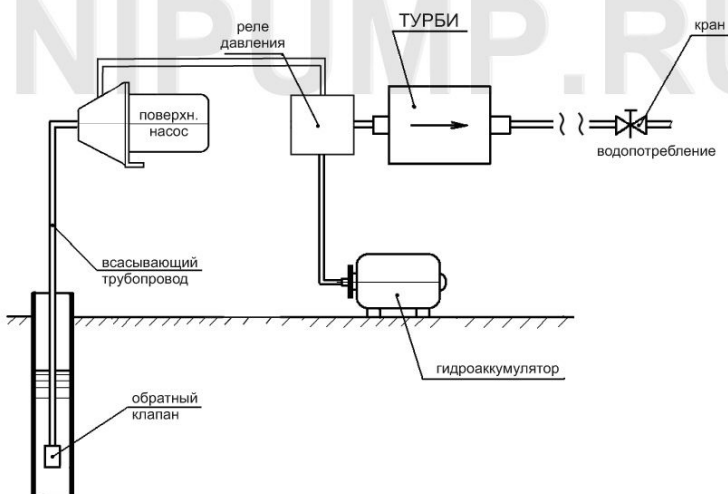 NIPUMP.RU
реле
давления
ТУРБИ
кран
поверхн.
насос
водопотребление
всасывающий
трубопровод
гидроаккумулятор
обратный
клапан